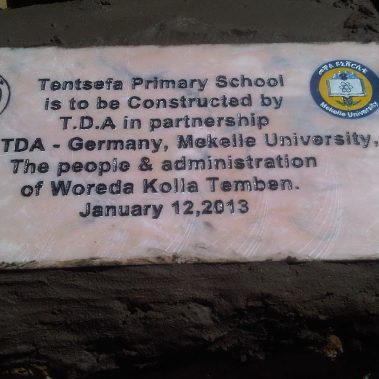 Tentsefa Primary School
is to be Constructed by
T.D.A in partnership
TDA - Germany, Mekelle University,
The people & administration
of Woreda Kolla Temben.
January 12,2013
Mekelle University